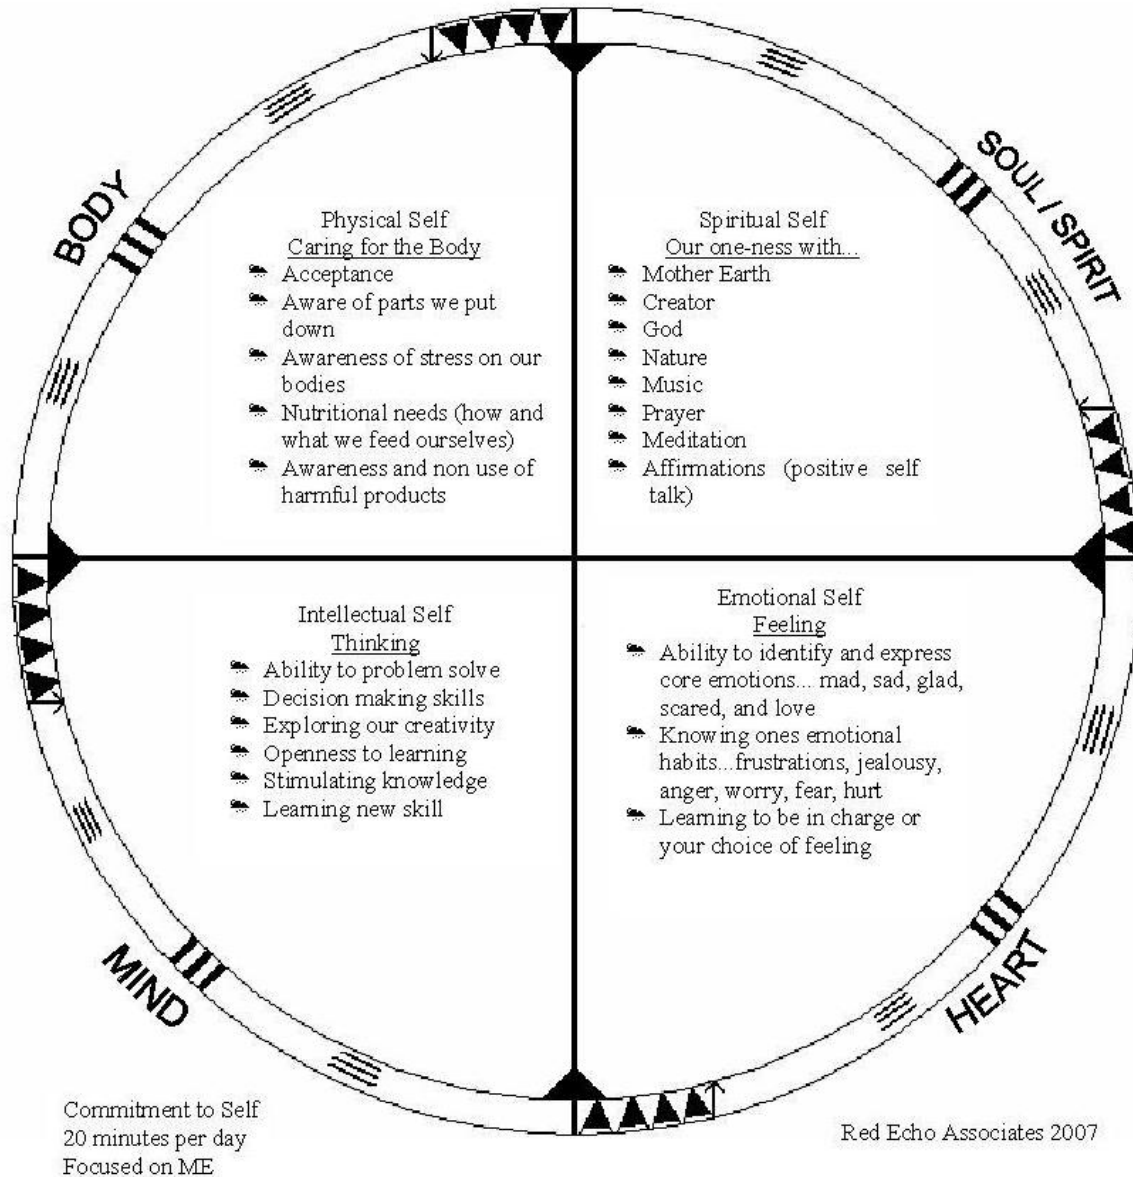 BODY
Physical Self
Caring for the Body
Acceptance
Aware of parts we put
down
Awareness of stress on our
bodies
Nutritional needs (how and
what we feed ourselves)
Awareness and non use of
harmful products
SOUL / SPIRIT
Spiritual Self
Our one-ness with...
Mother Earth
Creator
God
Nature
Music
Prayer
Meditation
Affirmations (positive self
talk)
MIND
Intellectual Self
Thinking
Ability to problem solve
Decision making skills
Exploring our creativity
Openness to learning
Stimulating knowledge
Learning new skill
HEART
Emotional Self
Feeling
Ability to identify and express
core emotions... mad, sad, glad,
scared, and love
Knowing ones emotional
habits...frustrations, jealousy,
anger, worry, fear, hurt
Learning to be in charge or
your choice of feeling
Commitment to Self
20 minutes per day
Focused on ME
Red Echo Associates 2007